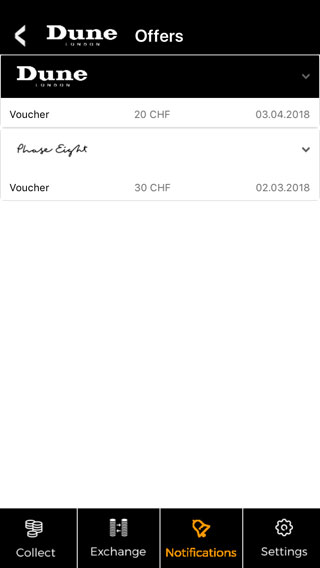 Dune
LONDON
Offers
Dune
LONDON
Voucher 20 CHF 03.04.2018
Phase Eight
Voucher 30 CHF 02.03.2018
Collect Exchange Notifications Settings